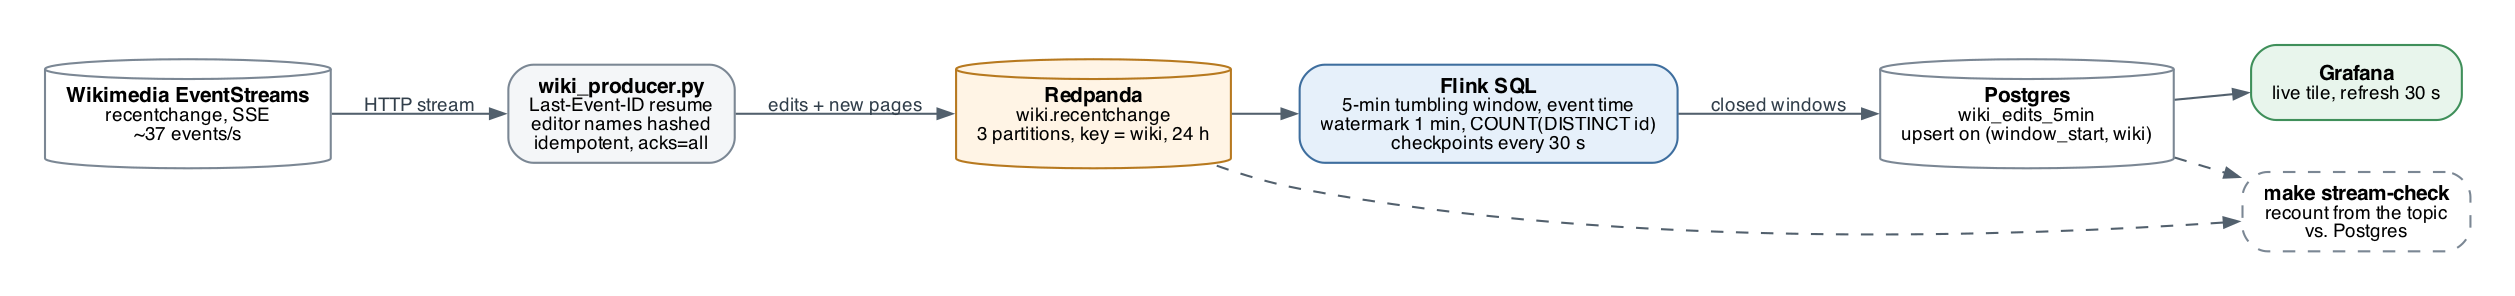 Wikimedia EventStreams
recentchange, SSE
~37 events/s
HTTP stream
wiki_producer.py
Last-Event-ID resume
editor names hashed
idempotent, acks=all
edits + new pages
Redpanda
wiki.recentchange
3 partitions, key = wiki, 24 h
Flink SQL
5-min tumbling window, event time
watermark 1 min, COUNT(DISTINCT id)
checkpoints every 30 s
closed windows
Postgres
wiki_edits_5min
upsert on (window_start, wiki)
Grafana
live tile, refresh 30 s
make stream-check
recount from the topic
vs. Postgres